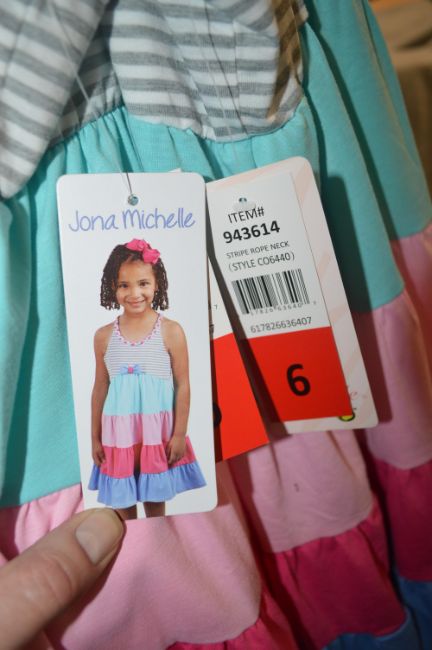 Jona Michelle
ITEM#
943614
STRIPE ROPE NECK
(STYLE CO6440)
617826636407
6